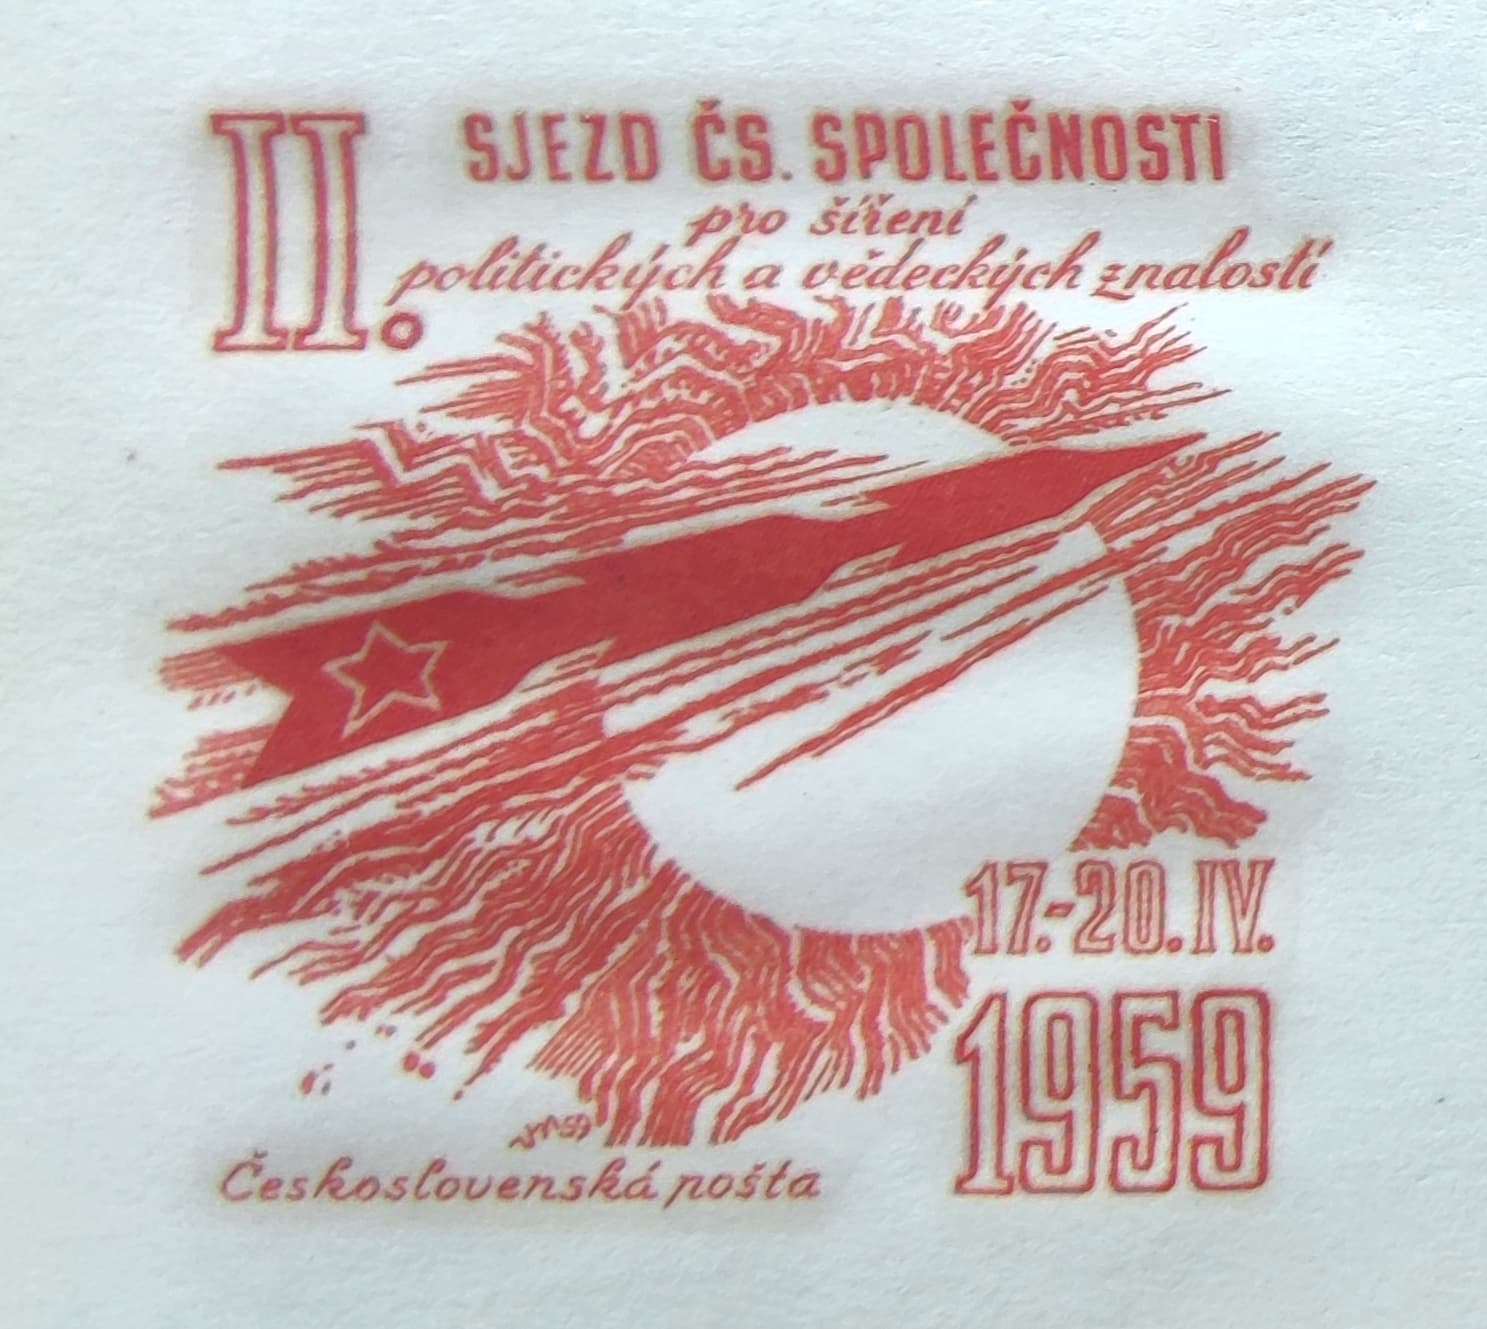 II. SJEZD ČS. SPOLEČNOSTI
pro šíření
politických a vědeckých znalostí
17.-20. IV.
1959
Československá pošta